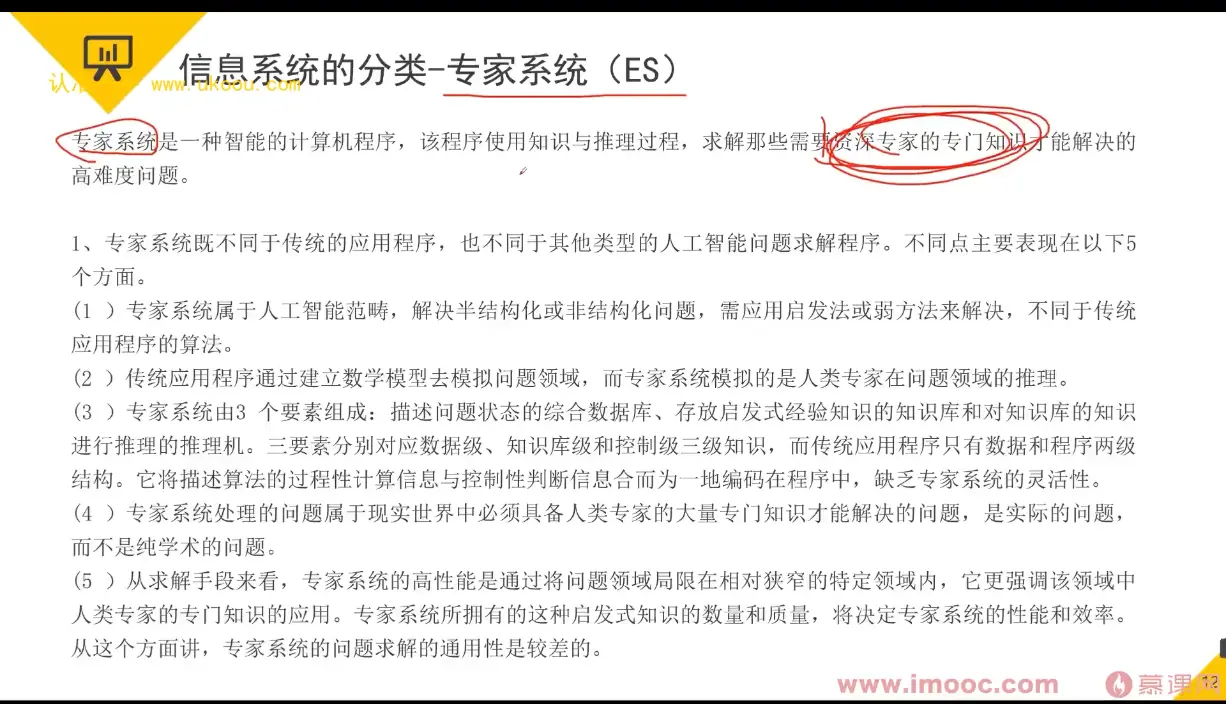 信息系统的分类-专家系统（ES）
认准 www.ukoou.com
专家系统是一种智能的计算机程序，该程序使用知识与推理过程，求解那些需要资深专家的专门知识才能解决的
高难度问题。
1、专家系统既不同于传统的应用程序，也不同于其他类型的人工智能问题求解程序。不同点主要表现在以下5
个方面。
(1 ）专家系统属于人工智能范畴，解决半结构化或非结构化问题，需应用启发法或弱方法来解决，不同于传统
应用程序的算法。
(2 ）传统应用程序通过建立数学模型去模拟问题领域，而专家系统模拟的是人类专家在问题领域的推理。
(3 ）专家系统由3 个要素组成：描述问题状态的综合数据库、存放启发式经验知识的知识库和对知识库的知识
进行推理的推理机。三要素分别对应数据级、知识库级和控制级三级知识，而传统应用程序只有数据和程序两级
结构。它将描述算法的过程性计算信息与控制性判断信息合而为一地编码在程序中，缺乏专家系统的灵活性。
(4 ）专家系统处理的问题属于现实世界中必须具备人类专家的大量专门知识才能解决的问题，是实际的问题，
而不是纯学术的问题。
(5 ）从求解手段来看，专家系统的高性能是通过将问题领域局限在相对狭窄的特定领域内，它更强调该领域中
人类专家的专门知识的应用。专家系统所拥有的这种启发式知识的数量和质量，将决定专家系统的性能和效率。
从这个方面讲，专家系统的问题求解的通用性是较差的。
www.imooc.com 慕课网
12